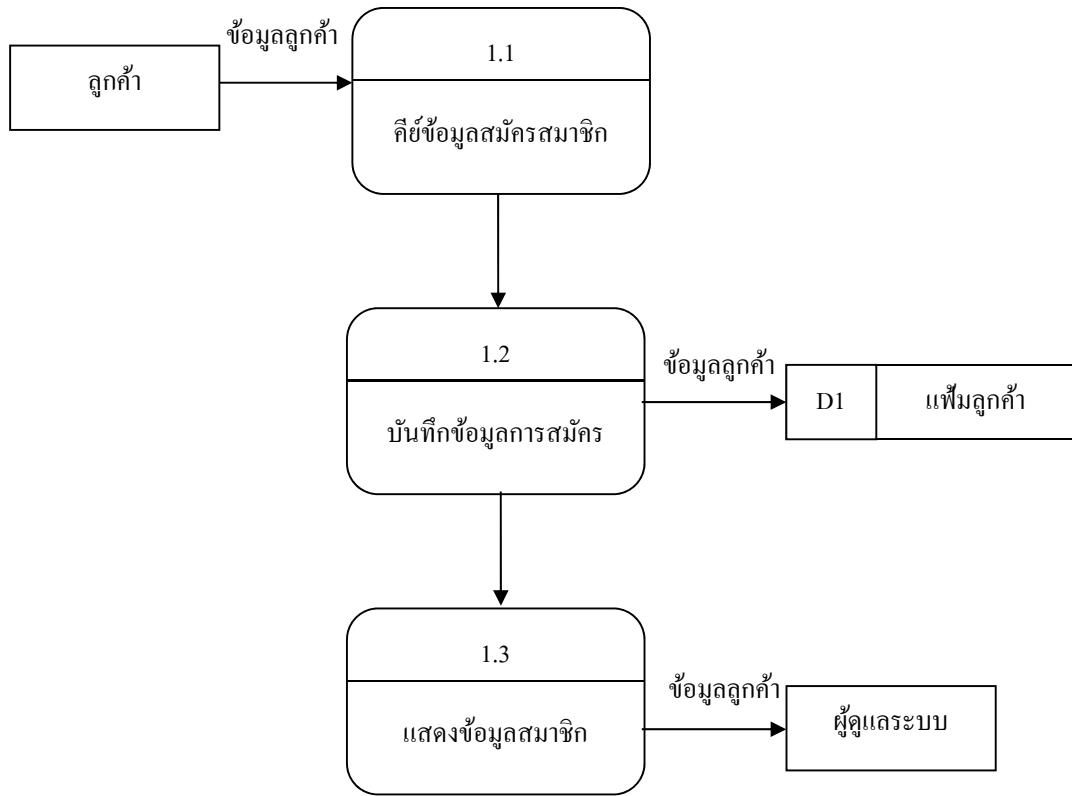 ข้อมูลลูกค้า
ลูกค้า
1.1
คีย์ข้อมูลสมัครสมาชิก
1.2
บันทึกข้อมูลการสมัคร
ข้อมูลลูกค้า
D1
แฟ้มลูกค้า
1.3
แสดงข้อมูลสมาชิก
ข้อมูลลูกค้า
ผู้ดูแลระบบ